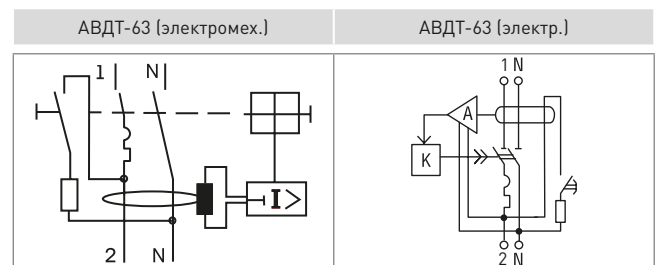 АВДТ-63 (электромех.)
АВДТ-63 (электр.)
1 N
I>
2 N
1 N
A
K
2 N